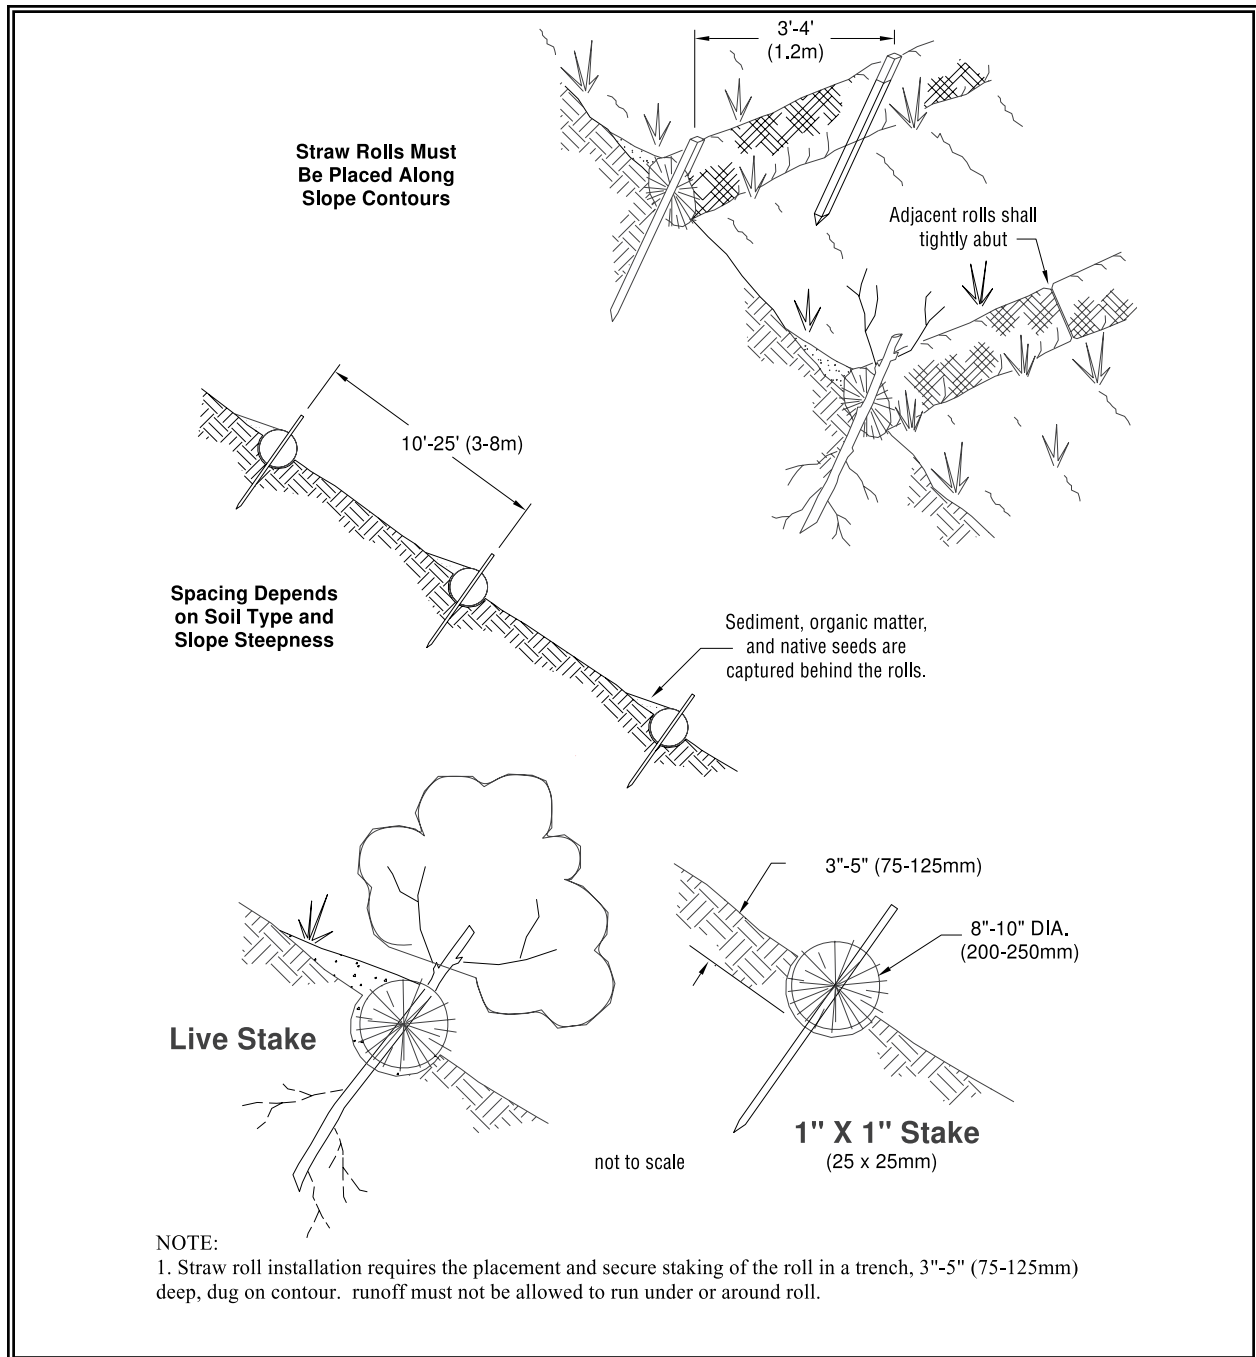 3'-4'
(1.2m)
Straw Rolls Must
Be Placed Along
Slope Contours
Adjacent rolls shall
tightly abut
10'-25' (3-8m)
Spacing Depends
on Soil Type and
Slope Steepness
Sediment, organic matter,
and native seeds are
captured behind the rolls.
3"-5" (75-125mm)
8"-10" DIA.
(200-250mm)
Live Stake
1" X 1" Stake
(25 x 25mm)
not to scale
NOTE:
1. Straw roll installation requires the placement and secure staking of the roll in a trench, 3"-5" (75-125mm)
deep, dug on contour. runoff must not be allowed to run under or around roll.